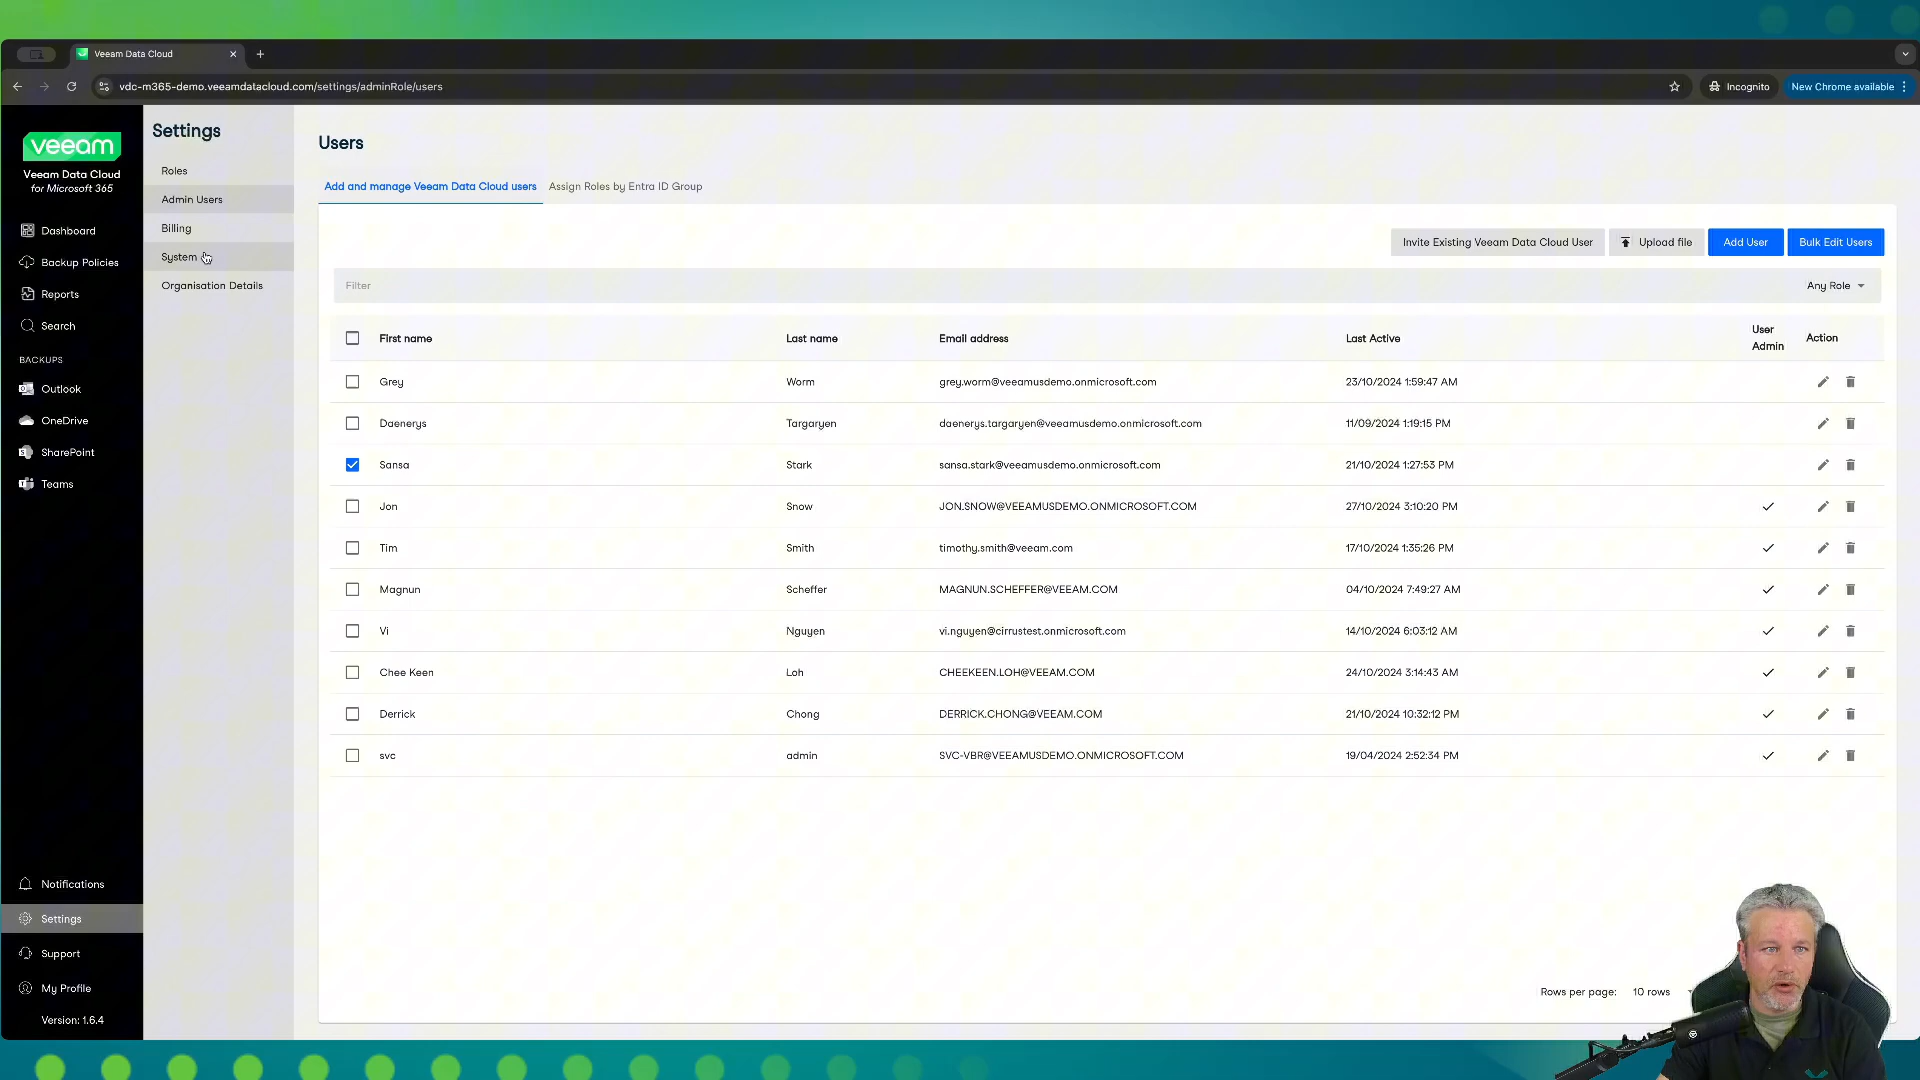 Veeam Data Cloud
vdc-m365-demo.veeamdatacloud.com/settings/adminRole/users
Incognito
New Chrome available
veeam
Veeam Data Cloud
for Microsoft 365
Dashboard
Backup Policies
Reports
Search
BACKUPS
Outlook
OneDrive
SharePoint
Teams
Notifications
Settings
Support
My Profile
Version: 1.6.4
Settings
Roles
Admin Users
Billing
System
Organisation Details
Users
Add and manage Veeam Data Cloud users Assign Roles by Entra ID Group
Invite Existing Veeam Data Cloud User Upload file Add User Bulk Edit Users
Filter Any Role
First name Last name Email address Last Active User Admin Action
Grey Worm grey.worm@veeamusdemo.onmicrosoft.com 23/10/2024 1:59:47 AM
Daenerys Targaryen daenerys.targaryen@veeamusdemo.onmicrosoft.com 11/09/2024 1:19:15 PM
Sansa Stark sansa.stark@veeamusdemo.onmicrosoft.com 21/10/2024 1:27:53 PM
Jon Snow JON.SNOW@VEEAMUSDEMO.ONMICROSOFT.COM 27/10/2024 3:10:20 PM
Tim Smith timothy.smith@veeam.com 17/10/2024 1:35:26 PM
Magnun Scheffer MAGNUN.SCHEFFER@VEEAM.COM 04/10/2024 7:49:27 AM
Vi Nguyen vi.nguyen@cirrustest.onmicrosoft.com 14/10/2024 6:03:12 AM
Chee Keen Loh CHEEKEEN.LOH@VEEAM.COM 24/10/2024 3:14:43 AM
Derrick Chong DERRICK.CHONG@VEEAM.COM 21/10/2024 10:32:12 PM
svc admin SVC-VBR@VEEAMUSDEMO.ONMICROSOFT.COM 19/04/2024 2:52:34 PM
Rows per page: 10 rows